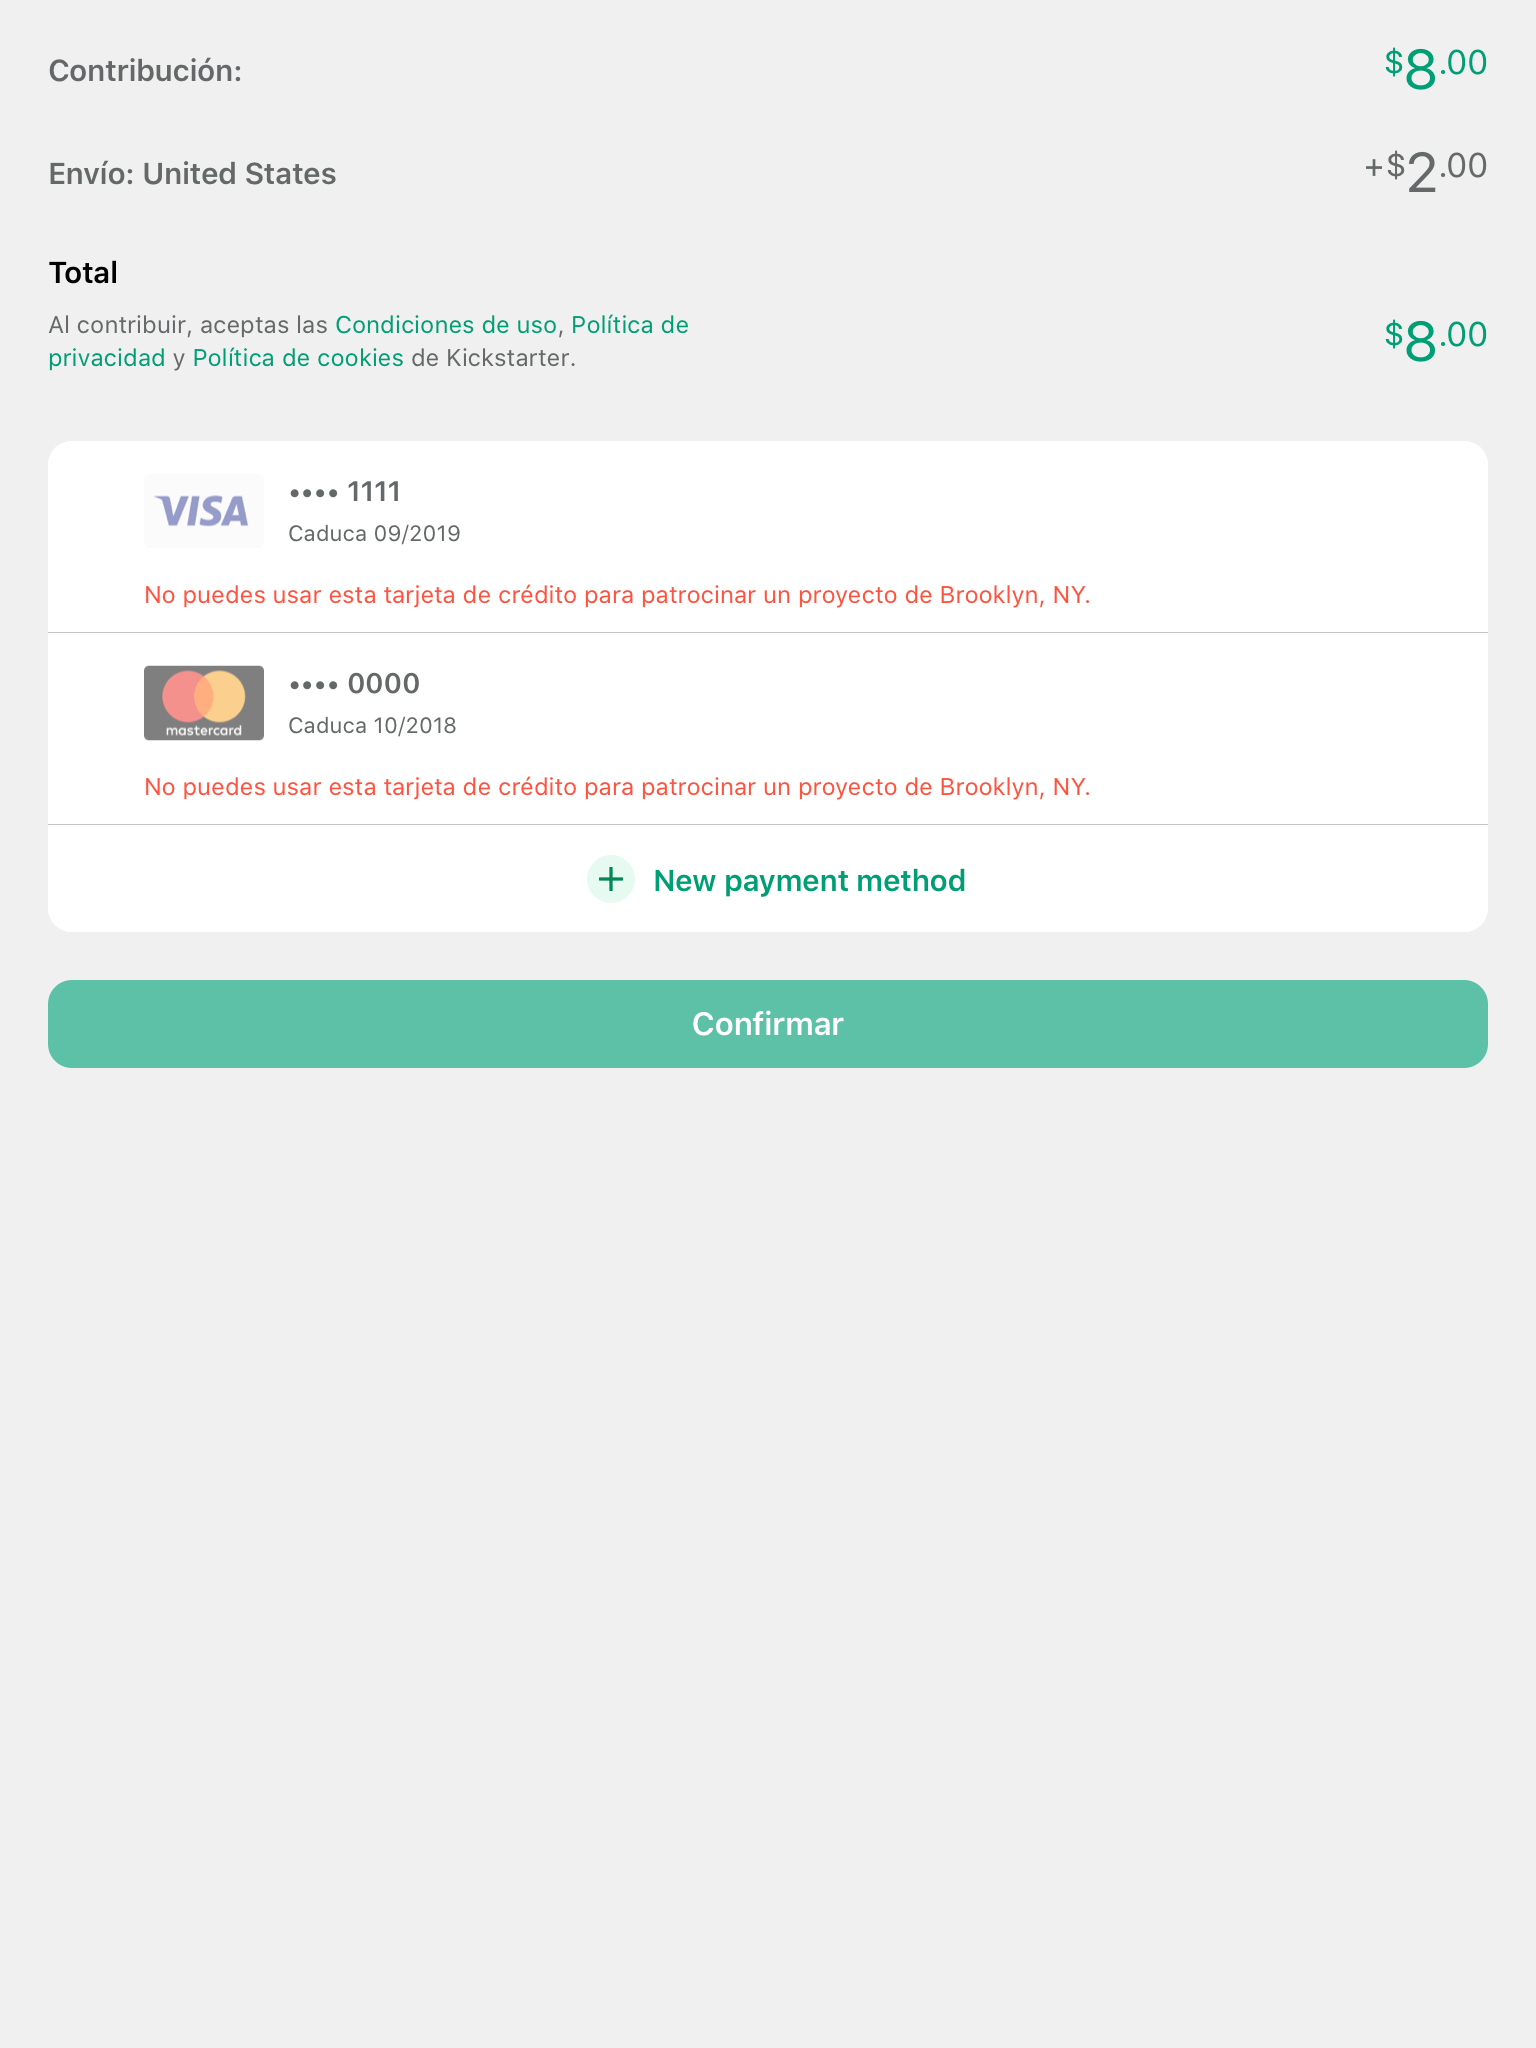 Contribución: $8.00
Envío: United States +$2.00
Total
Al contribuir, aceptas las Condiciones de uso, Política de
privacidad y Política de cookies de Kickstarter.
$8.00
VISA
•••• 1111
Caduca 09/2019
No puedes usar esta tarjeta de crédito para patrocinar un proyecto de Brooklyn, NY.
mastercard
•••• 0000
Caduca 10/2018
No puedes usar esta tarjeta de crédito para patrocinar un proyecto de Brooklyn, NY.
New payment method
Confirmar